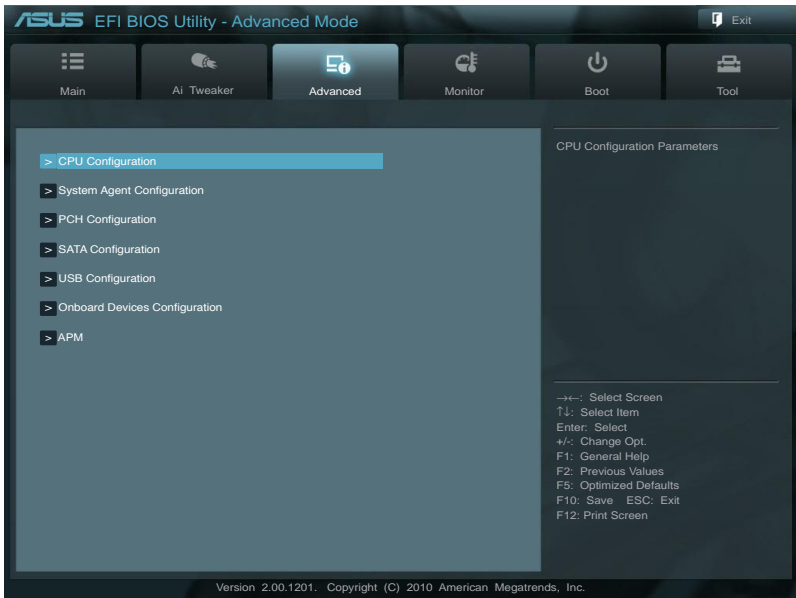 ASUS EFI BIOS Utility - Advanced Mode
Exit
Main
Ai Tweaker
Advanced
Monitor
Boot
Tool
> CPU Configuration
> System Agent Configuration
> PCH Configuration
> SATA Configuration
> USB Configuration
> Onboard Devices Configuration
> APM
CPU Configuration Parameters
→←: Select Screen
↑↓: Select Item
Enter: Select
+/-: Change Opt.
F1: General Help
F2: Previous Values
F5: Optimized Defaults
F10: Save ESC: Exit
F12: Print Screen
Version 2.00.1201. Copyright (C) 2010 American Megatrends, Inc.